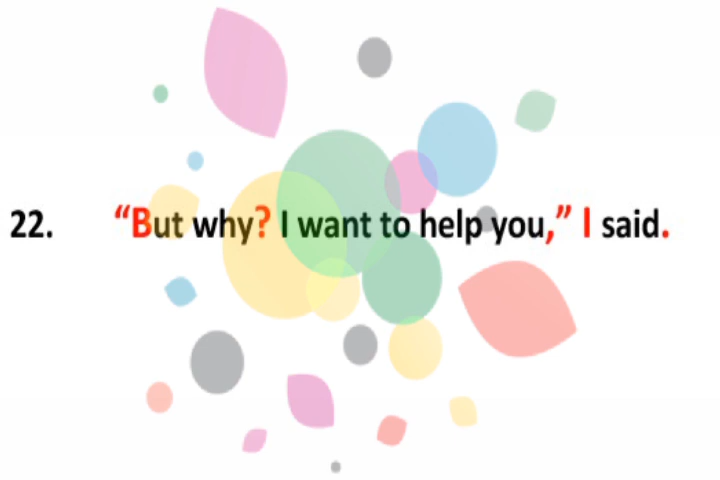 22. “But why? I want to help you,” I said.